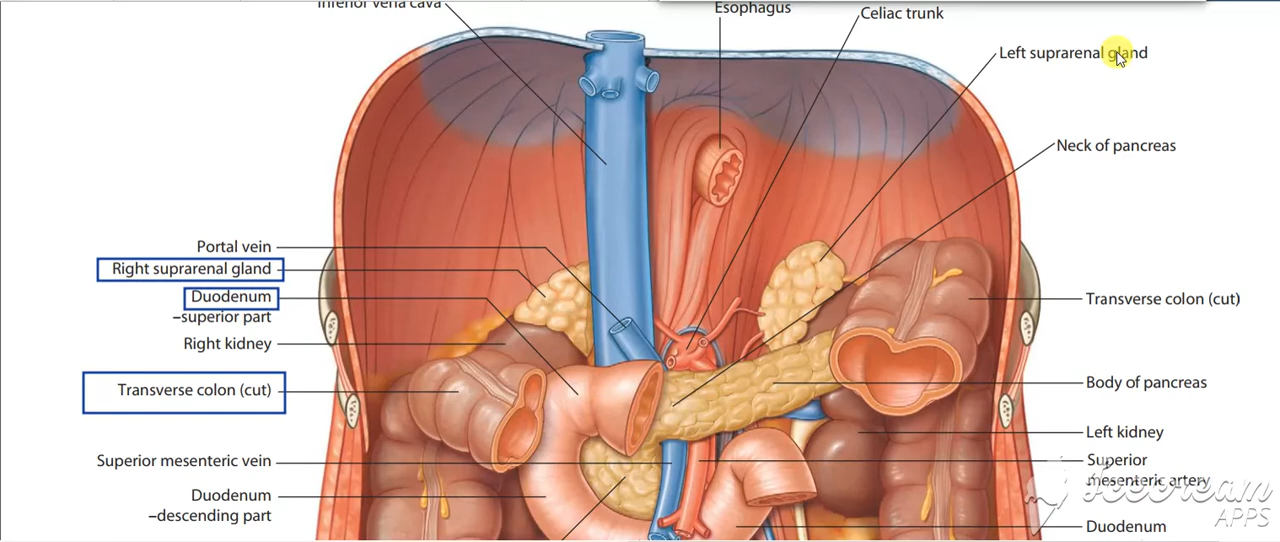 Inferior vena cava
Esophagus
Celiac trunk
Left suprarenal gland
Neck of pancreas
Portal vein
Right suprarenal gland
Duodenum
–superior part
Right kidney
Transverse colon (cut)
Transverse colon (cut)
Body of pancreas
Left kidney
Superior mesenteric vein
Superior
mesenteric artery
Duodenum
–descending part
Duodenum
Icecream
APPS